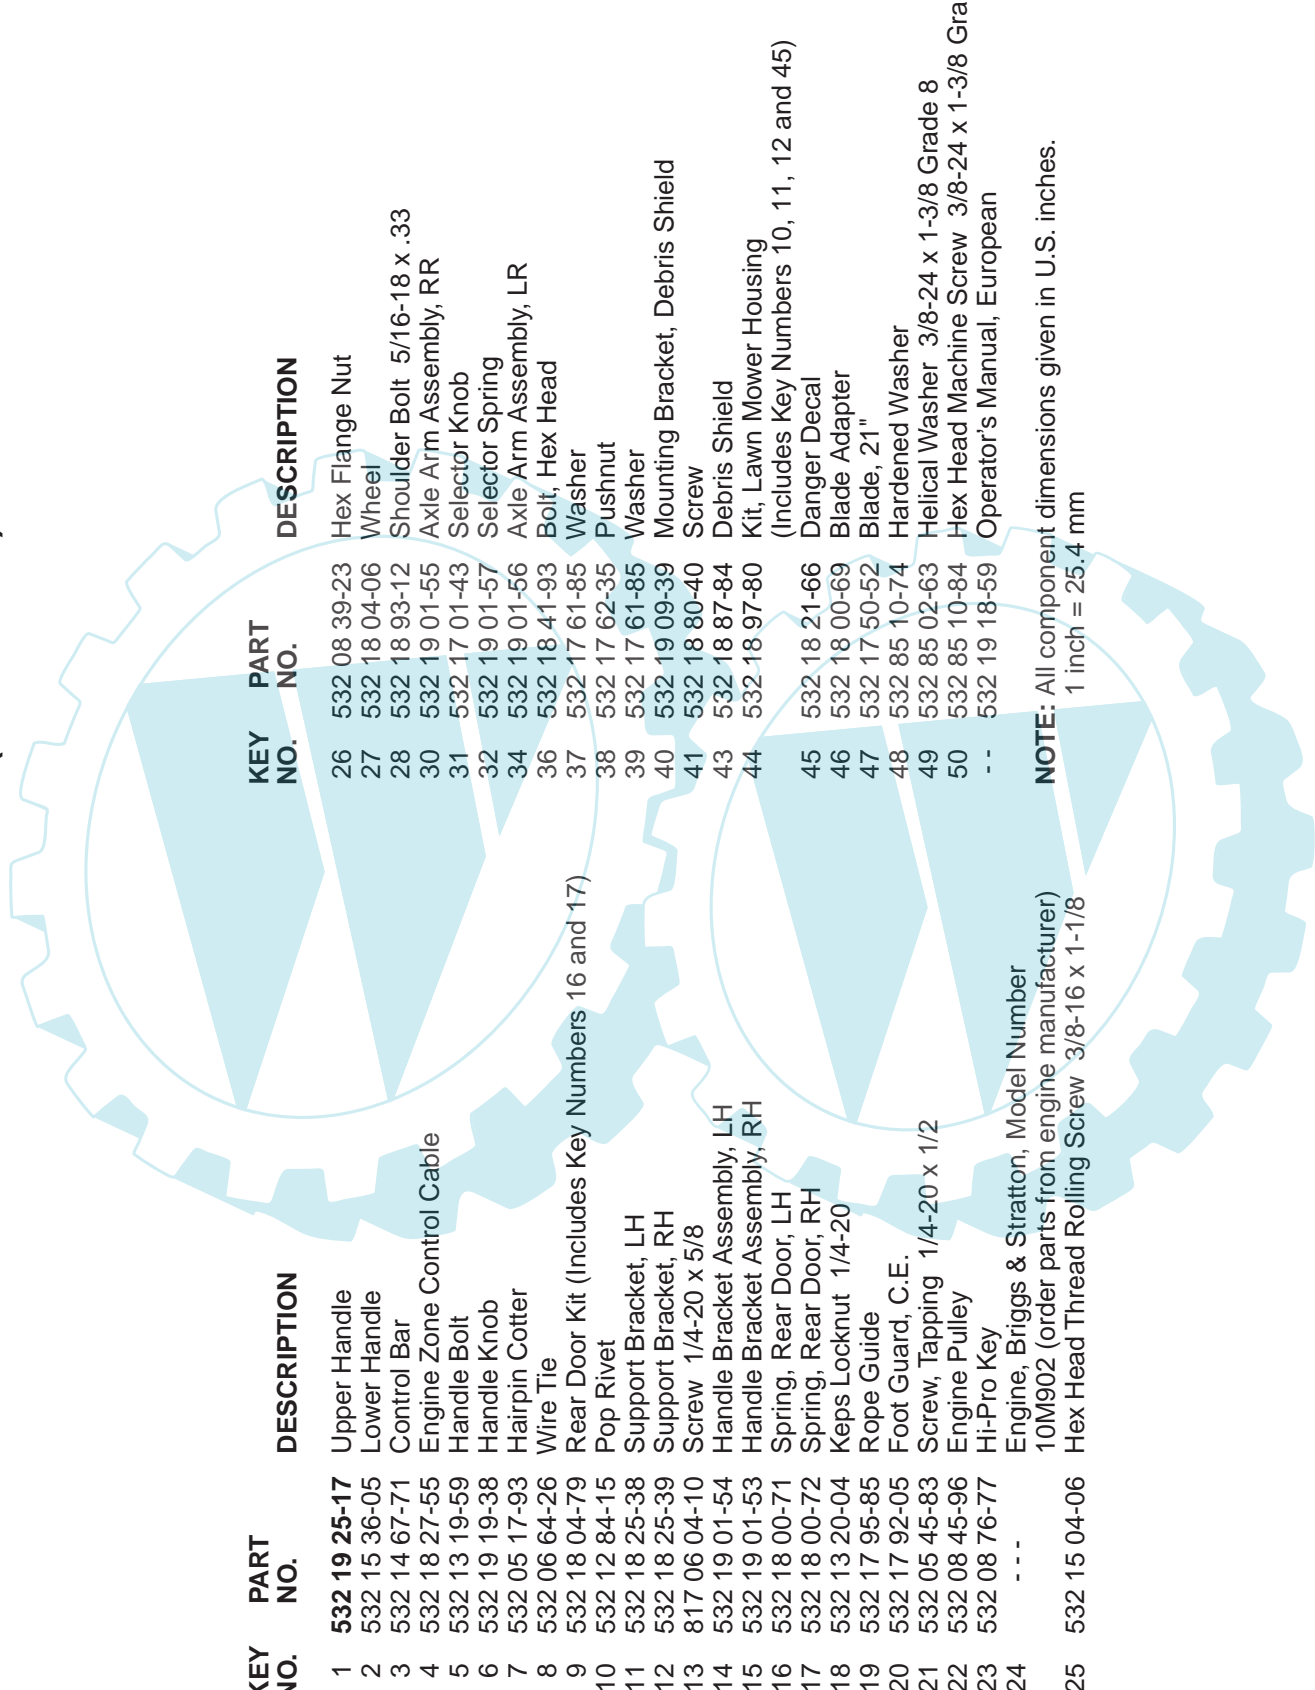 KEY PART
NO. NO. DESCRIPTION
1 532 19 25-17 Upper Handle
2 532 15 36-05 Lower Handle
3 532 14 67-71 Control Bar
4 532 18 27-55 Engine Zone Control Cable
5 532 13 19-59 Handle Bolt
6 532 19 19-38 Handle Knob
7 532 05 17-93 Hairpin Cotter
8 532 06 64-26 Wire Tie
9 532 18 04-79 Rear Door Kit (Includes Key Numbers 16 and 17)
10 532 12 84-15 Pop Rivet
11 532 18 25-38 Support Bracket, LH
12 532 18 25-39 Support Bracket, RH
13 817 06 04-10 Screw 1/4-20 x 5/8
14 532 19 01-54 Handle Bracket Assembly, LH
15 532 19 01-53 Handle Bracket Assembly, RH
16 532 18 00-71 Spring, Rear Door, LH
17 532 18 00-72 Spring, Rear Door, RH
18 532 13 20-04 Keps Locknut 1/4-20
19 532 17 95-85 Rope Guide
20 532 17 92-05 Foot Guard, C.E.
21 532 05 45-83 Screw, Tapping 1/4-20 x 1/2
22 532 08 45-96 Engine Pulley
23 532 08 76-77 Hi-Pro Key
24 - - - Engine, Briggs & Stratton, Model Number
10M902 (order parts from engine manufacturer)
25 532 15 04-06 Hex Head Thread Rolling Screw 3/8-16 x 1-1/8
KEY PART
NO. NO. DESCRIPTION
26 532 08 39-23 Hex Flange Nut
27 532 18 04-06 Wheel
28 532 18 93-12 Shoulder Bolt 5/16-18 x .33
30 532 19 01-55 Axle Arm Assembly, RR
31 532 17 01-43 Selector Knob
32 532 19 01-57 Selector Spring
34 532 19 01-56 Axle Arm Assembly, LR
36 532 18 41-93 Bolt, Hex Head
37 532 17 61-85 Washer
38 532 17 62-35 Pushnut
39 532 17 61-85 Washer
40 532 19 09-39 Mounting Bracket, Debris Shield
41 532 18 80-40 Screw
43 532 18 87-84 Debris Shield
44 532 18 97-80 Kit, Lawn Mower Housing
(Includes Key Numbers 10, 11, 12 and 45)
45 532 18 21-66 Danger Decal
46 532 18 00-69 Blade Adapter
47 532 17 50-52 Blade, 21"
48 532 85 10-74 Hardened Washer
49 532 85 02-63 Helical Washer 3/8-24 x 1-3/8 Grade 8
50 532 85 10-84 Hex Head Machine Screw 3/8-24 x 1-3/8 Gra
- - 532 19 18-59 Operator's Manual, European
NOTE: All component dimensions given in U.S. inches.
1 inch = 25.4 mm